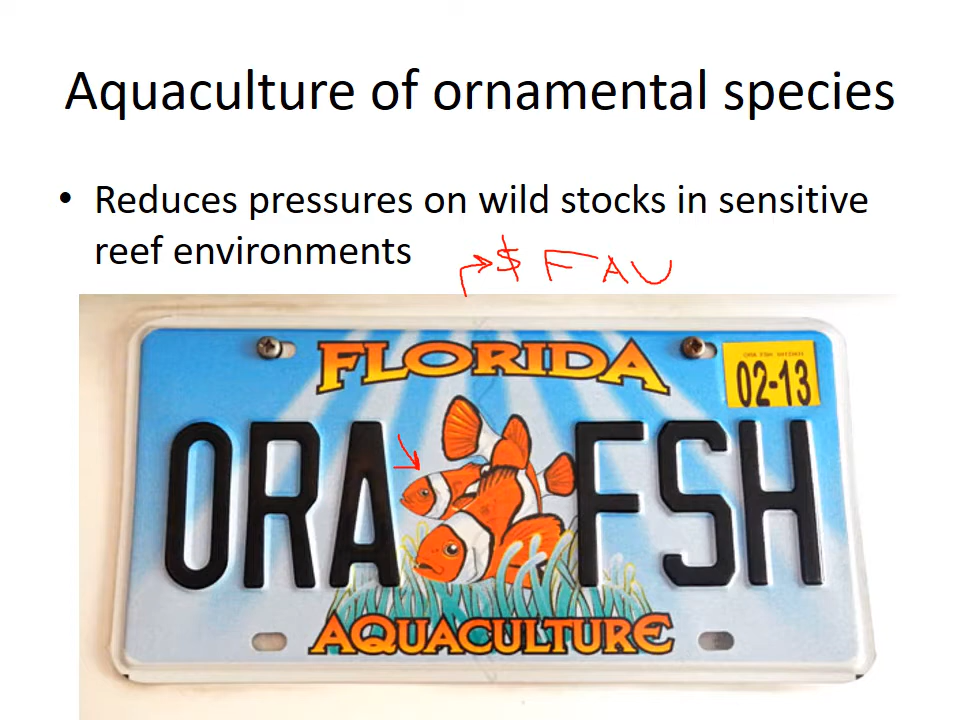 Aquaculture of ornamental species
• Reduces pressures on wild stocks in sensitive
reef environments
→ $ FAU
FLORIDA
02-13
ORA FSH
AQUACULTURE